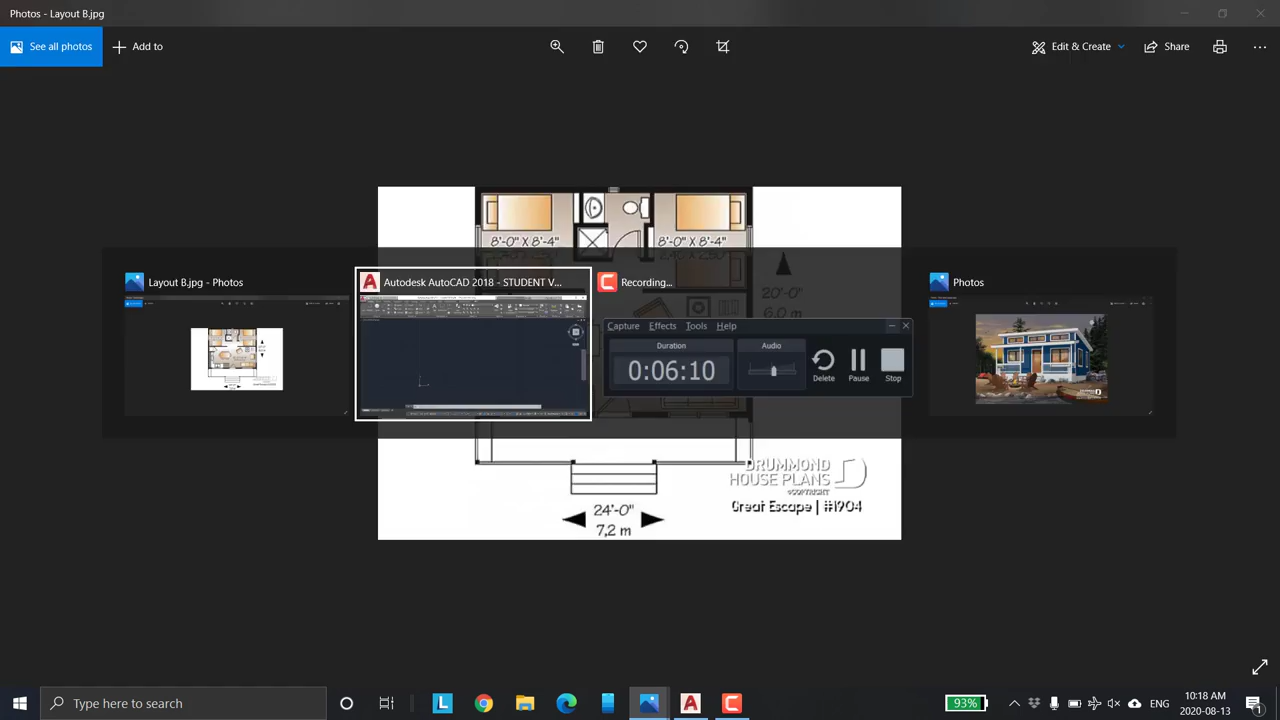 Photos - Layout B.jpg
See all photos
Add to
Edit & Create
Share
8'-0" X 8'-4"
8'-0" X 8'-4"
Layout B.jpg - Photos
Autodesk AutoCAD 2018 - STUDENT V...
Recording...
Photos
20'-0"
6,0 m
Capture Effects Tools Help
Duration
0:06:10
Audio
Delete
Pause
Stop
DRUMMOND
HOUSE PLANS
©COPYRIGHT
Great Escape | #1904
24'-0"
7,2 m
Type here to search
93%
ENG
10:18 AM
2020-08-13
1